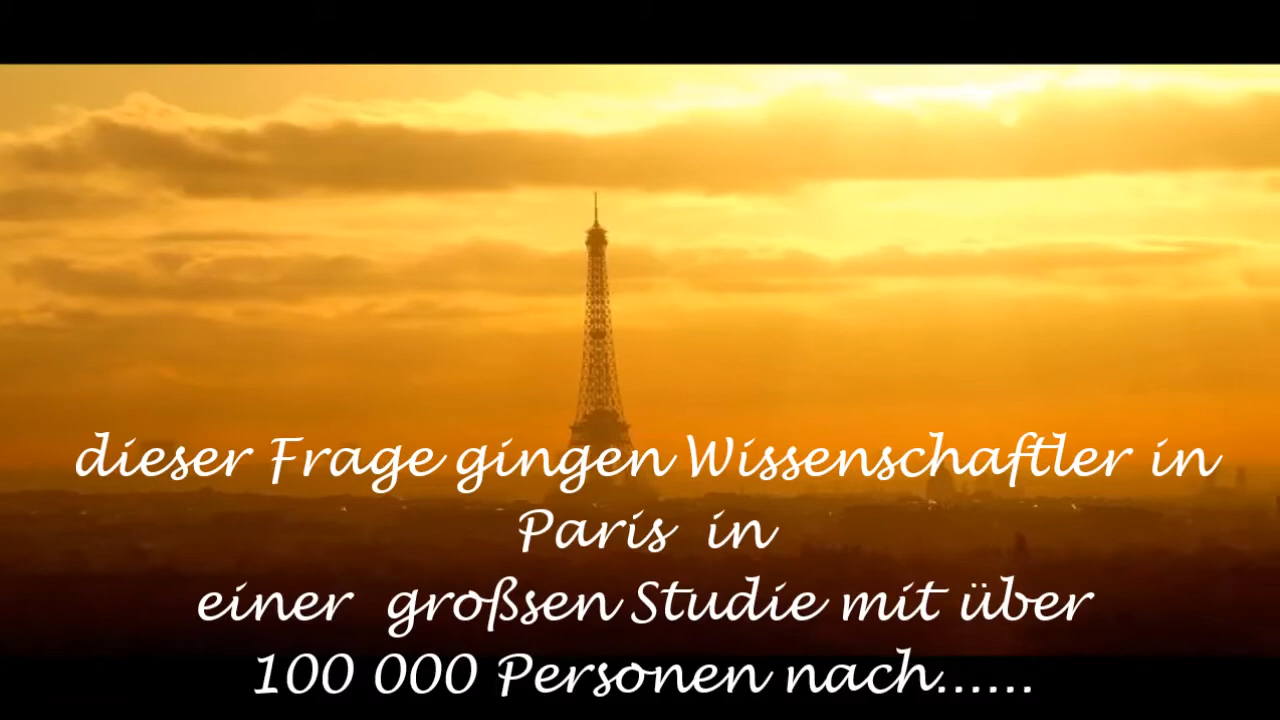 dieser Frage gingen Wissenschaftler in
Paris in
einer großsen Studie mit über
100 000 Personen nach......